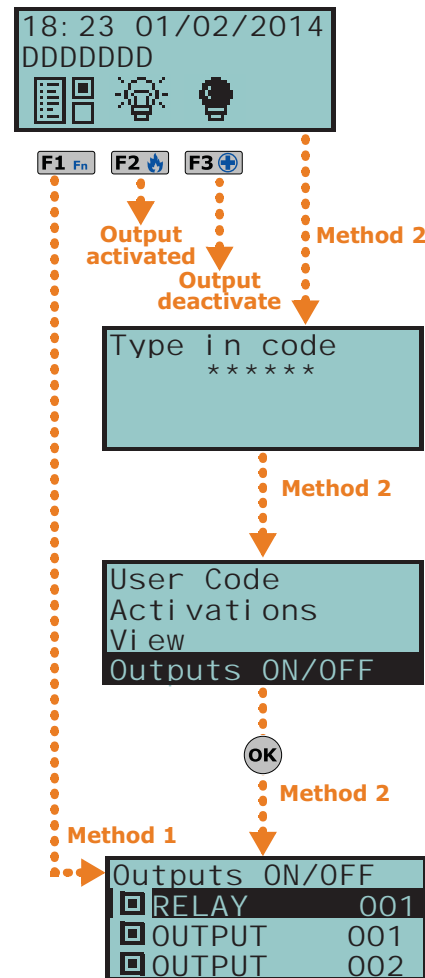 18:23 01/02/2014
DDDDDDD
F1 Fn F2 F3
Output
activated
Method 2
Output
deactivate
Type in code
******
Method 2
User Code
Activations
View
Outputs ON/OFF
OK
Method 2
Method 1
Outputs ON/OFF
RELAY 001
OUTPUT 001
OUTPUT 002